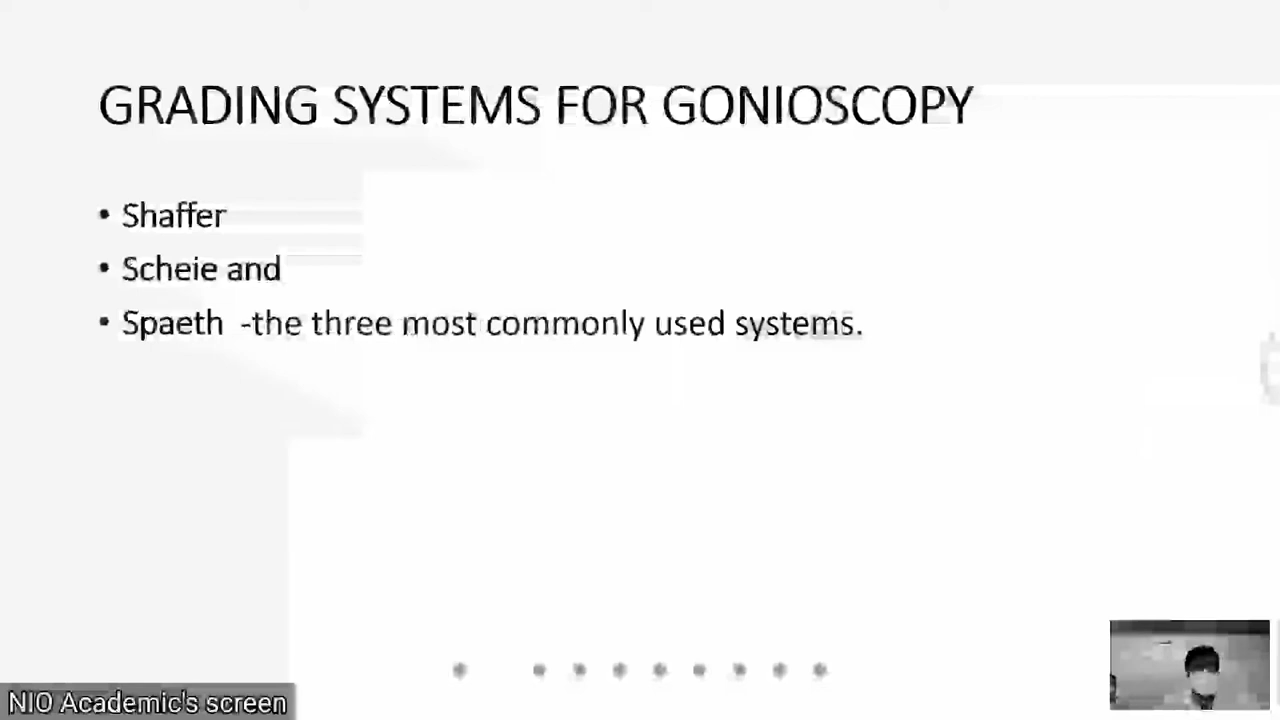 GRADING SYSTEMS FOR GONIOSCOPY
• Shaffer
• Scheie and
• Spaeth -the three most commonly used systems.
NIO Academic's screen